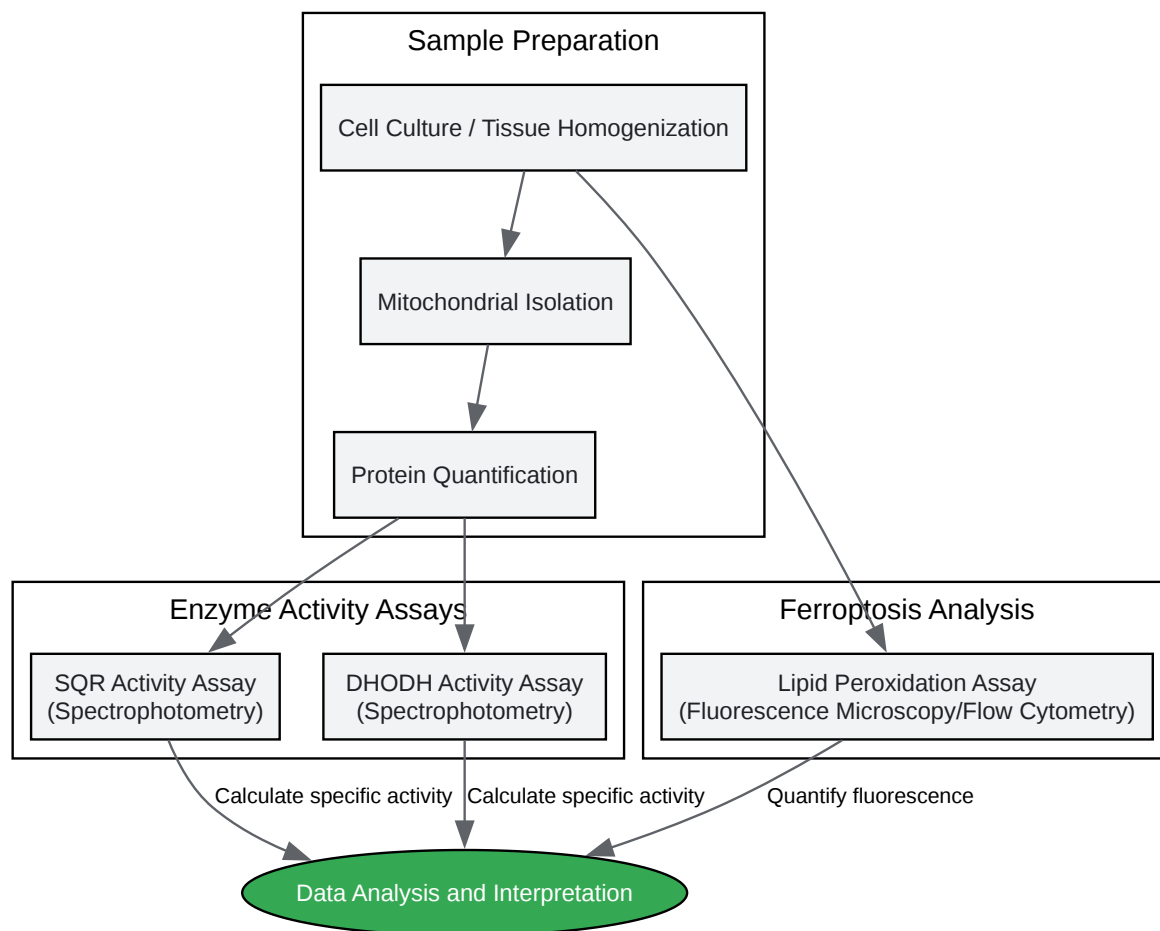 Sample Preparation
Cell Culture / Tissue Homogenization
Mitochondrial Isolation
Protein Quantification
Enzyme Activity Assays
Ferroptosis Analysis
SQR Activity Assay
(Spectrophotometry)
DHODH Activity Assay
(Spectrophotometry)
Lipid Peroxidation Assay
(Fluorescence Microscopy/Flow Cytometry)
Calculate specific activity
Calculate specific activity
Quantify fluorescence
Data Analysis and Interpretation